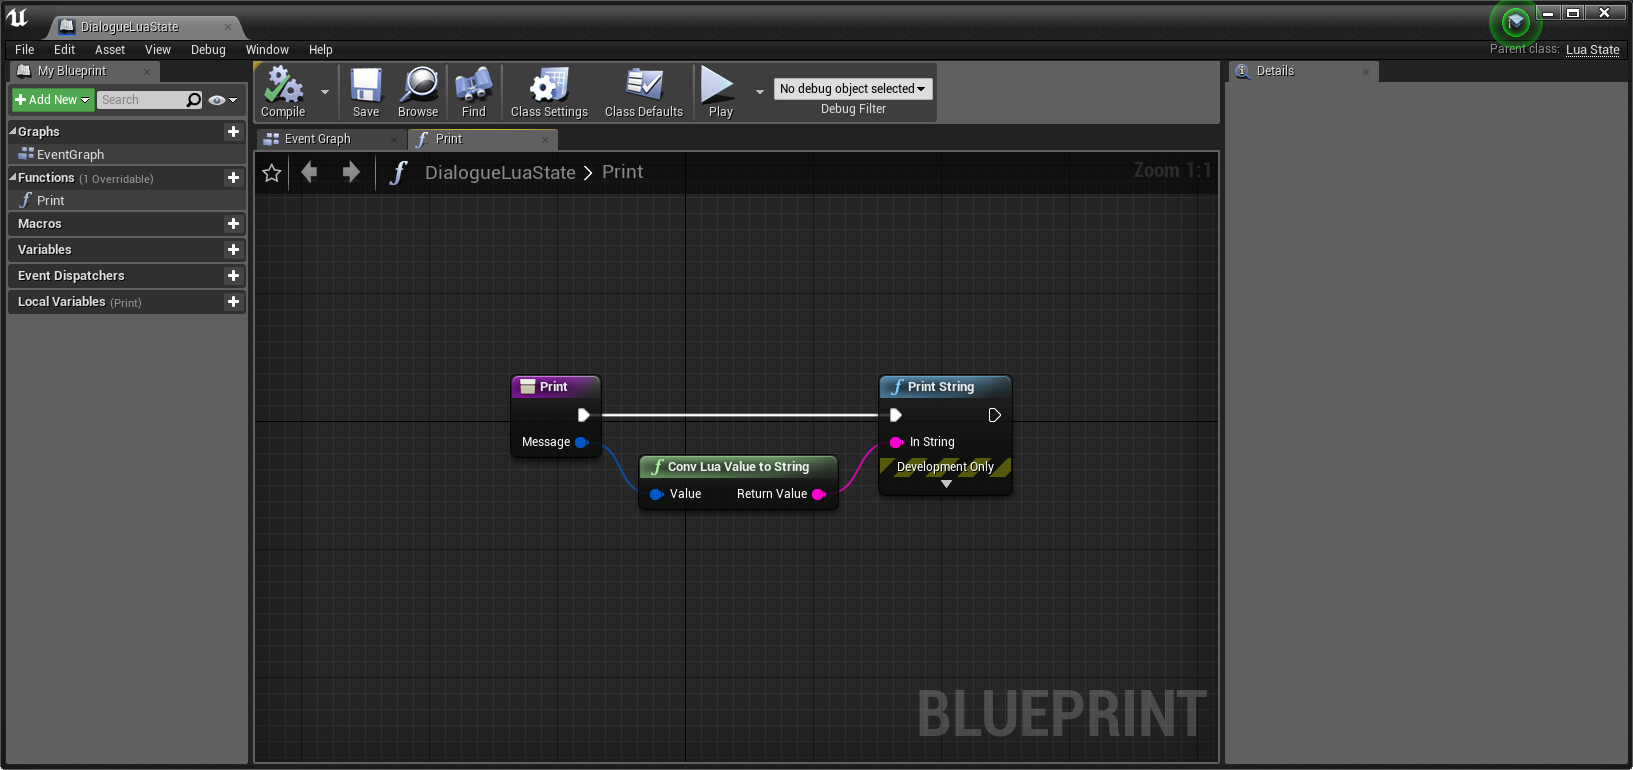 DialogueLuaState
File Edit Asset View Debug Window Help
Parent class: Lua State
My Blueprint
Add New
Search
Graphs
EventGraph
Functions (1 Overridable)
Print
Macros
Variables
Event Dispatchers
Local Variables (Print)
Compile
Save
Browse
Find
Class Settings
Class Defaults
Play
No debug object selected
Debug Filter
Event Graph
Print
DialogueLuaState > Print
Zoom 1:1
Print
Message
Conv Lua Value to String
Value Return Value
Print String
In String
Development Only
BLUEPRINT
Details